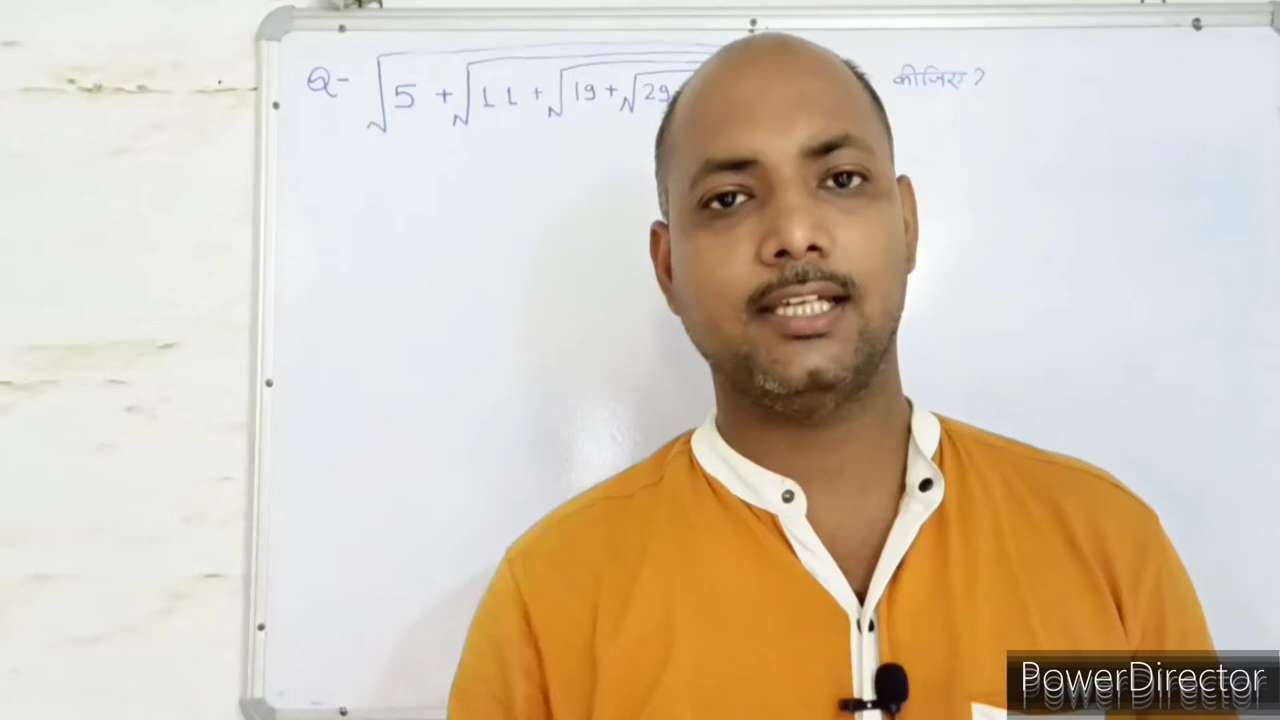 Q- √5 + √11 + √19 + √29 कीजिए?
PowerDirector